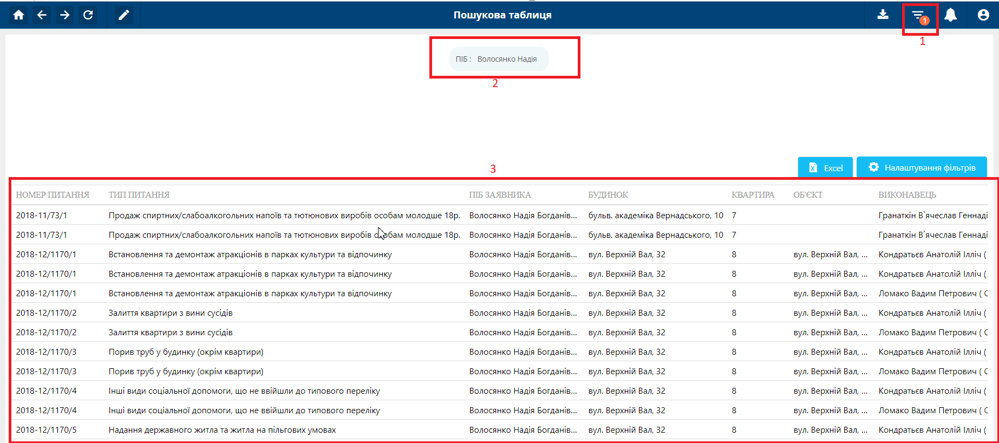 Пошукова таблиця
1
1
ПІБ : Волосянко Надія
2
Excel Налаштування фільтрів
3
НОМЕР ПИТАННЯ ТИП ПИТАННЯ ПІБ ЗАЯВНИКА БУДИНОК КВАРТИРА ОБ'ЄКТ ВИКОНАВЕЦЬ
2018-11/73/1 Продаж спиртних/слабоалкогольних напоїв та тютюнових виробів особам молодше 18р. Волосянко Надія Богданів... бульв. академіка Вернадського, 10 7 Гранаткін В`ячеслав Геннаді
2018-11/73/1 Продаж спиртних/слабоалкогольних напоїв та тютюнових виробів особам молодше 18р. Волосянко Надія Богданів... бульв. академіка Вернадського, 10 7 Гранаткін В`ячеслав Геннаді
2018-12/1170/1 Встановлення та демонтаж атракціонів в парках культури та відпочинку Волосянко Надія Богданів... вул. Верхній Вал, 32 8 вул. Верхній Вал, ... Кондратьєв Анатолій Ілліч (
2018-12/1170/1 Встановлення та демонтаж атракціонів в парках культури та відпочинку Волосянко Надія Богданів... вул. Верхній Вал, 32 8 вул. Верхній Вал, ... Кондратьєв Анатолій Ілліч (
2018-12/1170/1 Встановлення та демонтаж атракціонів в парках культури та відпочинку Волосянко Надія Богданів... вул. Верхній Вал, 32 8 вул. Верхній Вал, ... Ломако Вадим Петрович ( С
2018-12/1170/2 Залиття квартири з вини сусідів Волосянко Надія Богданів... вул. Верхній Вал, 32 8 вул. Верхній Вал, ... Кондратьєв Анатолій Ілліч (
2018-12/1170/2 Залиття квартири з вини сусідів Волосянко Надія Богданів... вул. Верхній Вал, 32 8 вул. Верхній Вал, ... Ломако Вадим Петрович ( С
2018-12/1170/3 Порив труб у будинку (окрім квартири) Волосянко Надія Богданів... вул. Верхній Вал, 32 8 вул. Верхній Вал, ... Кондратьєв Анатолій Ілліч (
2018-12/1170/3 Порив труб у будинку (окрім квартири) Волосянко Надія Богданів... вул. Верхній Вал, 32 8 вул. Верхній Вал, ... Ломако Вадим Петрович ( С
2018-12/1170/4 Інші види соціальної допомоги, що не ввійшли до типового переліку Волосянко Надія Богданів... вул. Верхній Вал, 32 8 вул. Верхній Вал, ... Кондратьєв Анатолій Ілліч (
2018-12/1170/4 Інші види соціальної допомоги, що не ввійшли до типового переліку Волосянко Надія Богданів... вул. Верхній Вал, 32 8 вул. Верхній Вал, ... Ломако Вадим Петрович ( С
2018-12/1170/5 Надання державного житла та житла на пільгових умовах Волосянко Надія Богданів... вул. Верхній Вал, 32 8 вул. Верхній Вал, ... Кондратьєв Анатолій Ілліч (